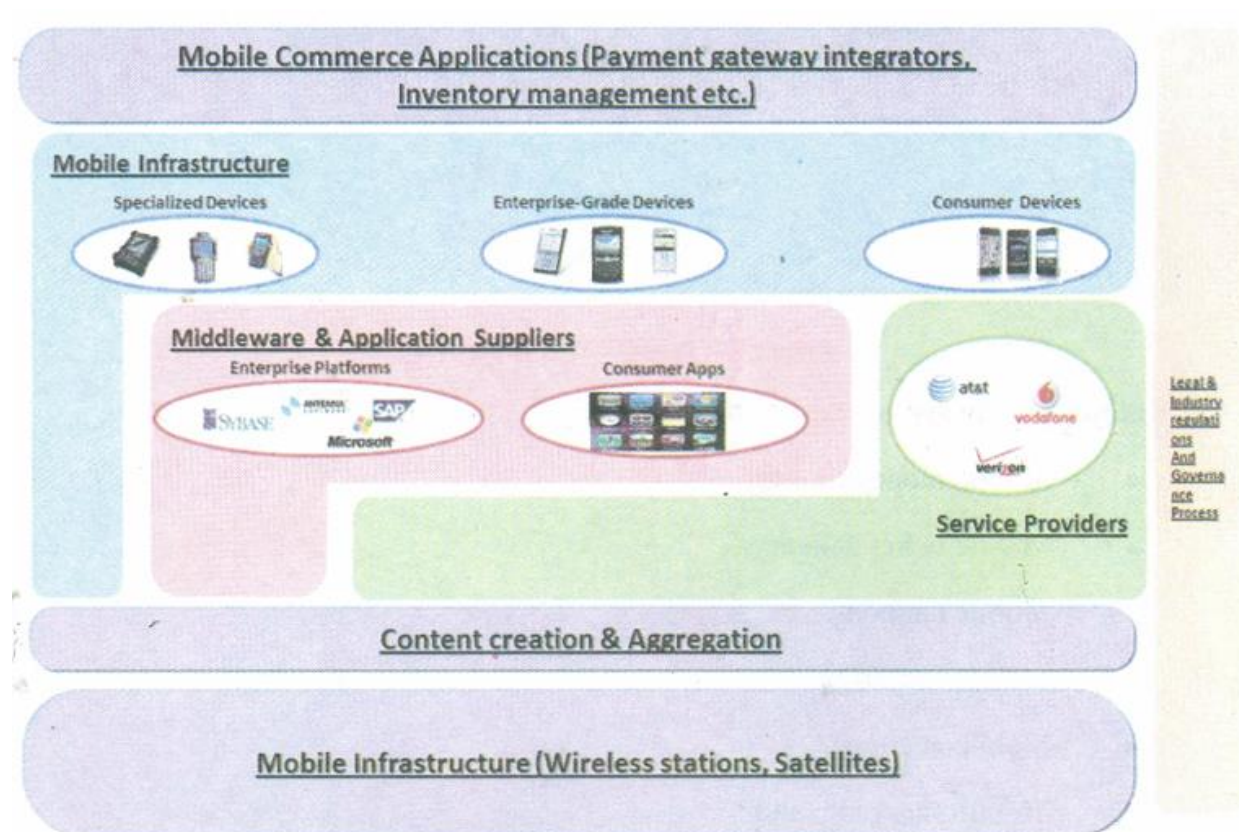 Mobile Commerce Applications (Payment gateway integrators,
Inventory management etc.)
Mobile Infrastructure
Specialized Devices
Enterprise-Grade Devices
Consumer Devices
Middleware & Application Suppliers
Enterprise Platforms
Consumer Apps
SYBASE
ANTENNA
SOFTWARE
SAP
Microsoft
at&t
vodafone
verizon
Service Providers
Legal &
Industry
regulati
ons
And
Governa
nce
Process
Content creation & Aggregation
Mobile Infrastructure (Wireless stations, Satellites)